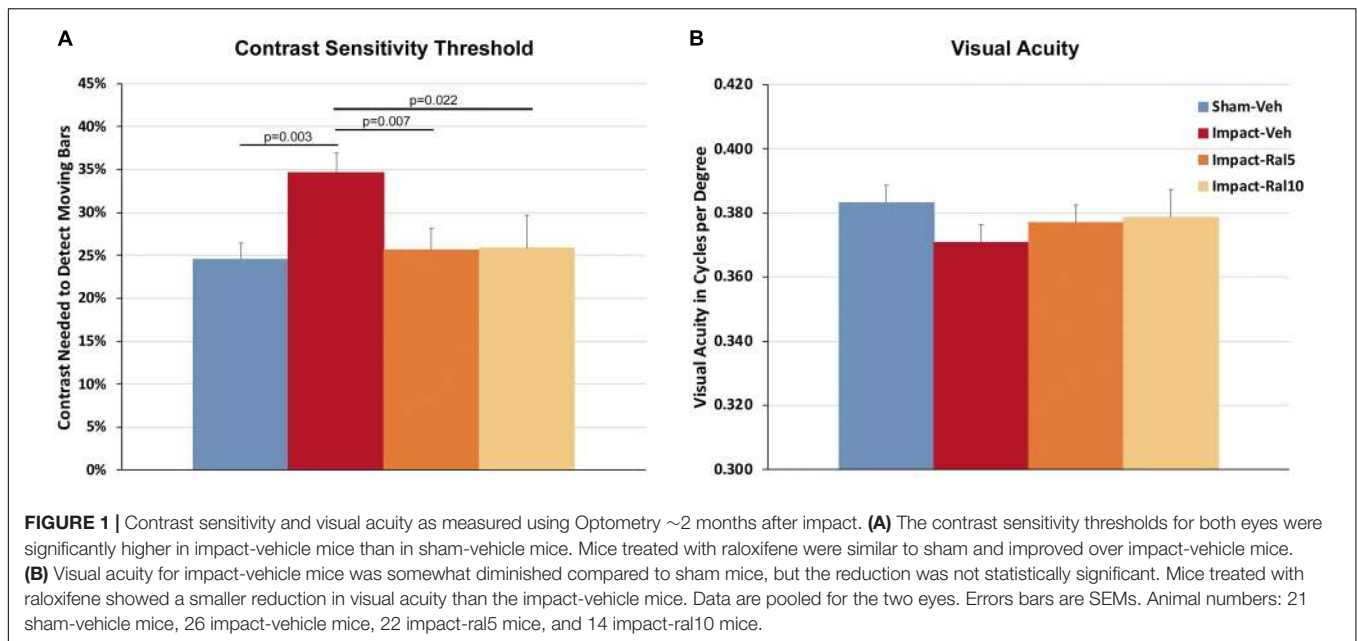 A
Contrast Sensitivity Threshold
Contrast Needed to Detect Moving Bars
45%
40%
35%
30%
25%
20%
15%
10%
5%
0%
p=0.003
p=0.007
p=0.022
B
Visual Acuity
Visual Acuity in Cycles per Degree
0.420
0.400
0.380
0.360
0.340
0.320
0.300
Sham-Veh
Impact-Veh
Impact-Ral5
Impact-Ral10
FIGURE 1 | Contrast sensitivity and visual acuity as measured using Optometry ∼2 months after impact. (A) The contrast sensitivity thresholds for both eyes were
significantly higher in impact-vehicle mice than in sham-vehicle mice. Mice treated with raloxifene were similar to sham and improved over impact-vehicle mice.
(B) Visual acuity for impact-vehicle mice was somewhat diminished compared to sham mice, but the reduction was not statistically significant. Mice treated with
raloxifene showed a smaller reduction in visual acuity than the impact-vehicle mice. Data are pooled for the two eyes. Errors bars are SEMs. Animal numbers: 21
sham-vehicle mice, 26 impact-vehicle mice, 22 impact-ral5 mice, and 14 impact-ral10 mice.